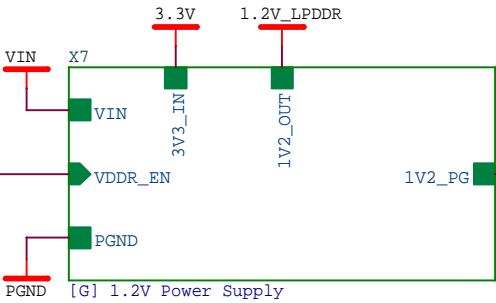 3.3V 1.2V_LPDDR
VIN X7
3V3_IN
1V2_OUT
VIN
VDDR_EN
1V2_PG
PGND
PGND [G] 1.2V Power Supply